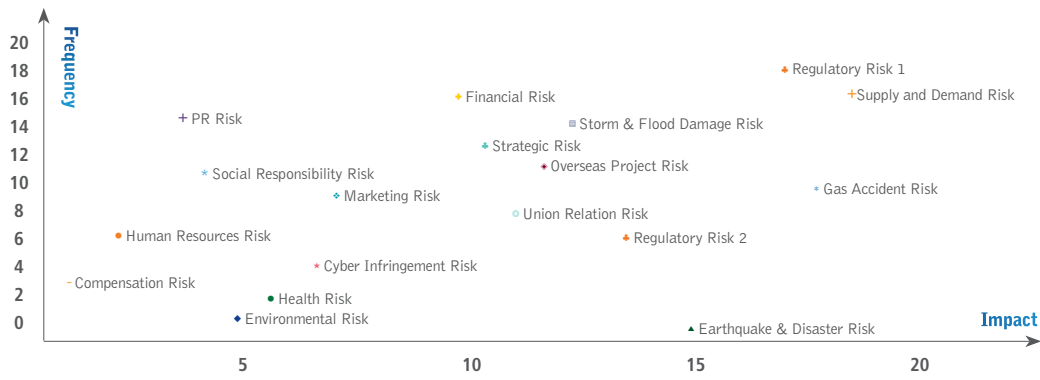 Frequency
20
18
16
14
12
10
8
6
4
2
0
Regulatory Risk 1
Supply and Demand Risk
Financial Risk
PR Risk
Storm & Flood Damage Risk
Strategic Risk
Overseas Project Risk
Social Responsibility Risk
Gas Accident Risk
Marketing Risk
Union Relation Risk
Human Resources Risk
Regulatory Risk 2
Cyber Infringement Risk
Compensation Risk
Health Risk
Environmental Risk
Earthquake & Disaster Risk
Impact
5
10
15
20